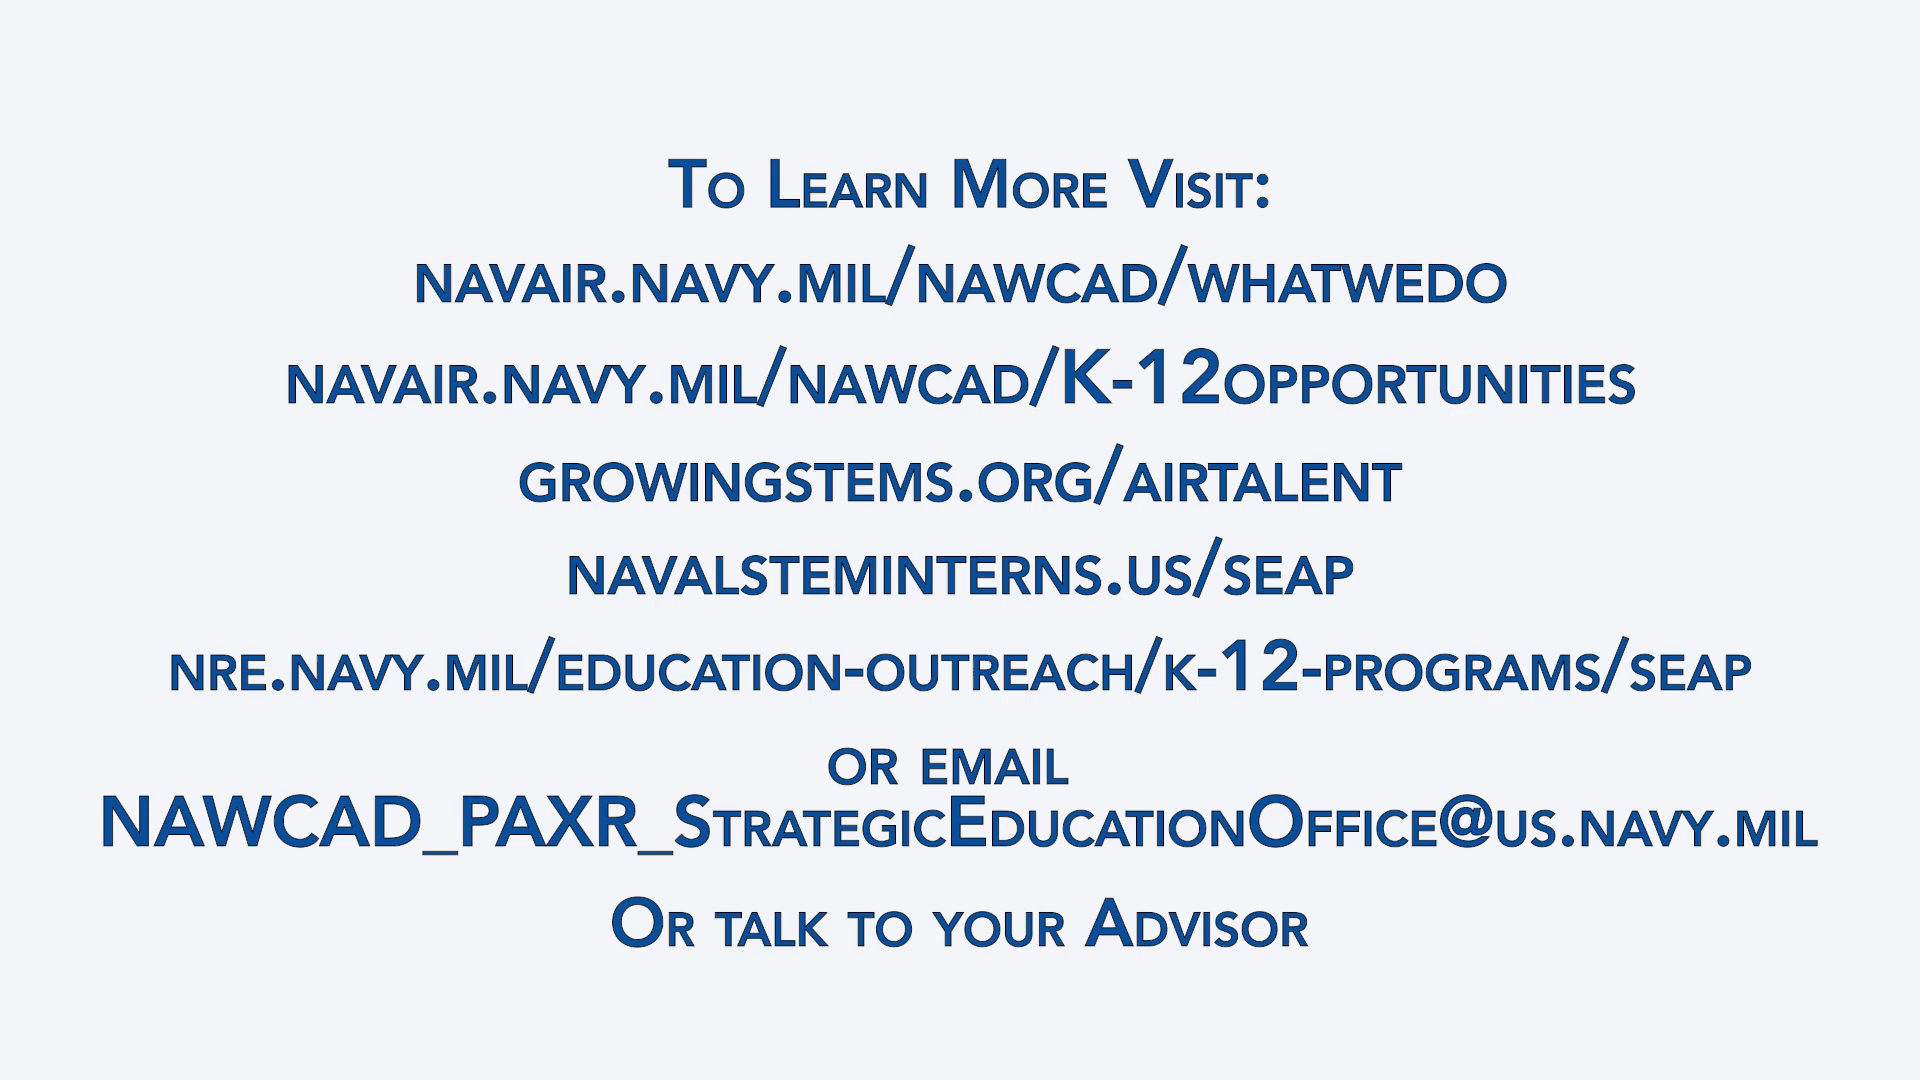 To Learn More Visit:
navair.navy.mil/nawcad/whatwedo
navair.navy.mil/nawcad/K-12opportunities
growingstems.org/airtalent
navalsteminterns.us/seap
nre.navy.mil/education-outreach/k-12-programs/seap
or email
NAWCAD_PAXR_StrategicEducationOffice@us.navy.mil
Or talk to your Advisor